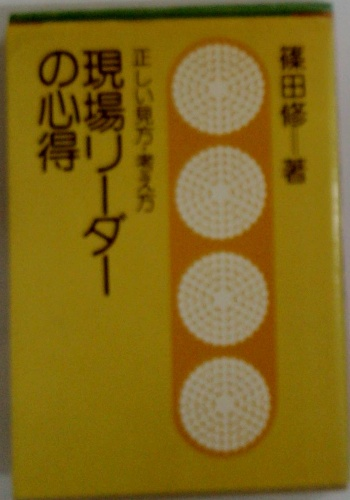 篠田修一著
正しい見方・考え方
現場リーダー
の心得